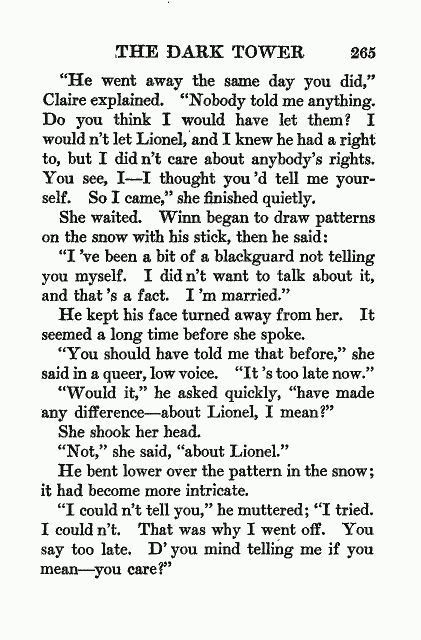 THE DARK TOWER 265
"He went away the same day you did,"
Claire explained. "Nobody told me anything.
Do you think I would have let them? I
would n't let Lionel, and I knew he had a right
to, but I did n't care about anybody's rights.
You see, I—I thought you 'd tell me your-
self. So I came," she finished quietly.
She waited. Winn began to draw patterns
on the snow with his stick, then he said:
"I 've been a bit of a blackguard not telling
you myself. I did n't want to talk about it,
and that 's a fact. I 'm married."
He kept his face turned away from her. It
seemed a long time before she spoke.
"You should have told me that before," she
said in a queer, low voice. "It 's too late now."
"Would it," he asked quickly, "have made
any difference—about Lionel, I mean?"
She shook her head.
"Not," she said, "about Lionel."
He bent lower over the pattern in the snow;
it had become more intricate.
"I could n't tell you," he muttered; "I tried.
I could n't. That was why I went off. You
say too late. D' you mind telling me if you
mean—you care?"